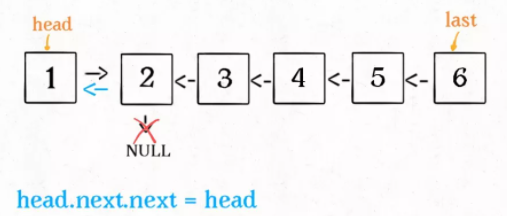 head
last
1 -> <- 2 <- 3 <- 4 <- 5 <- 6
NULL
head.next.next = head